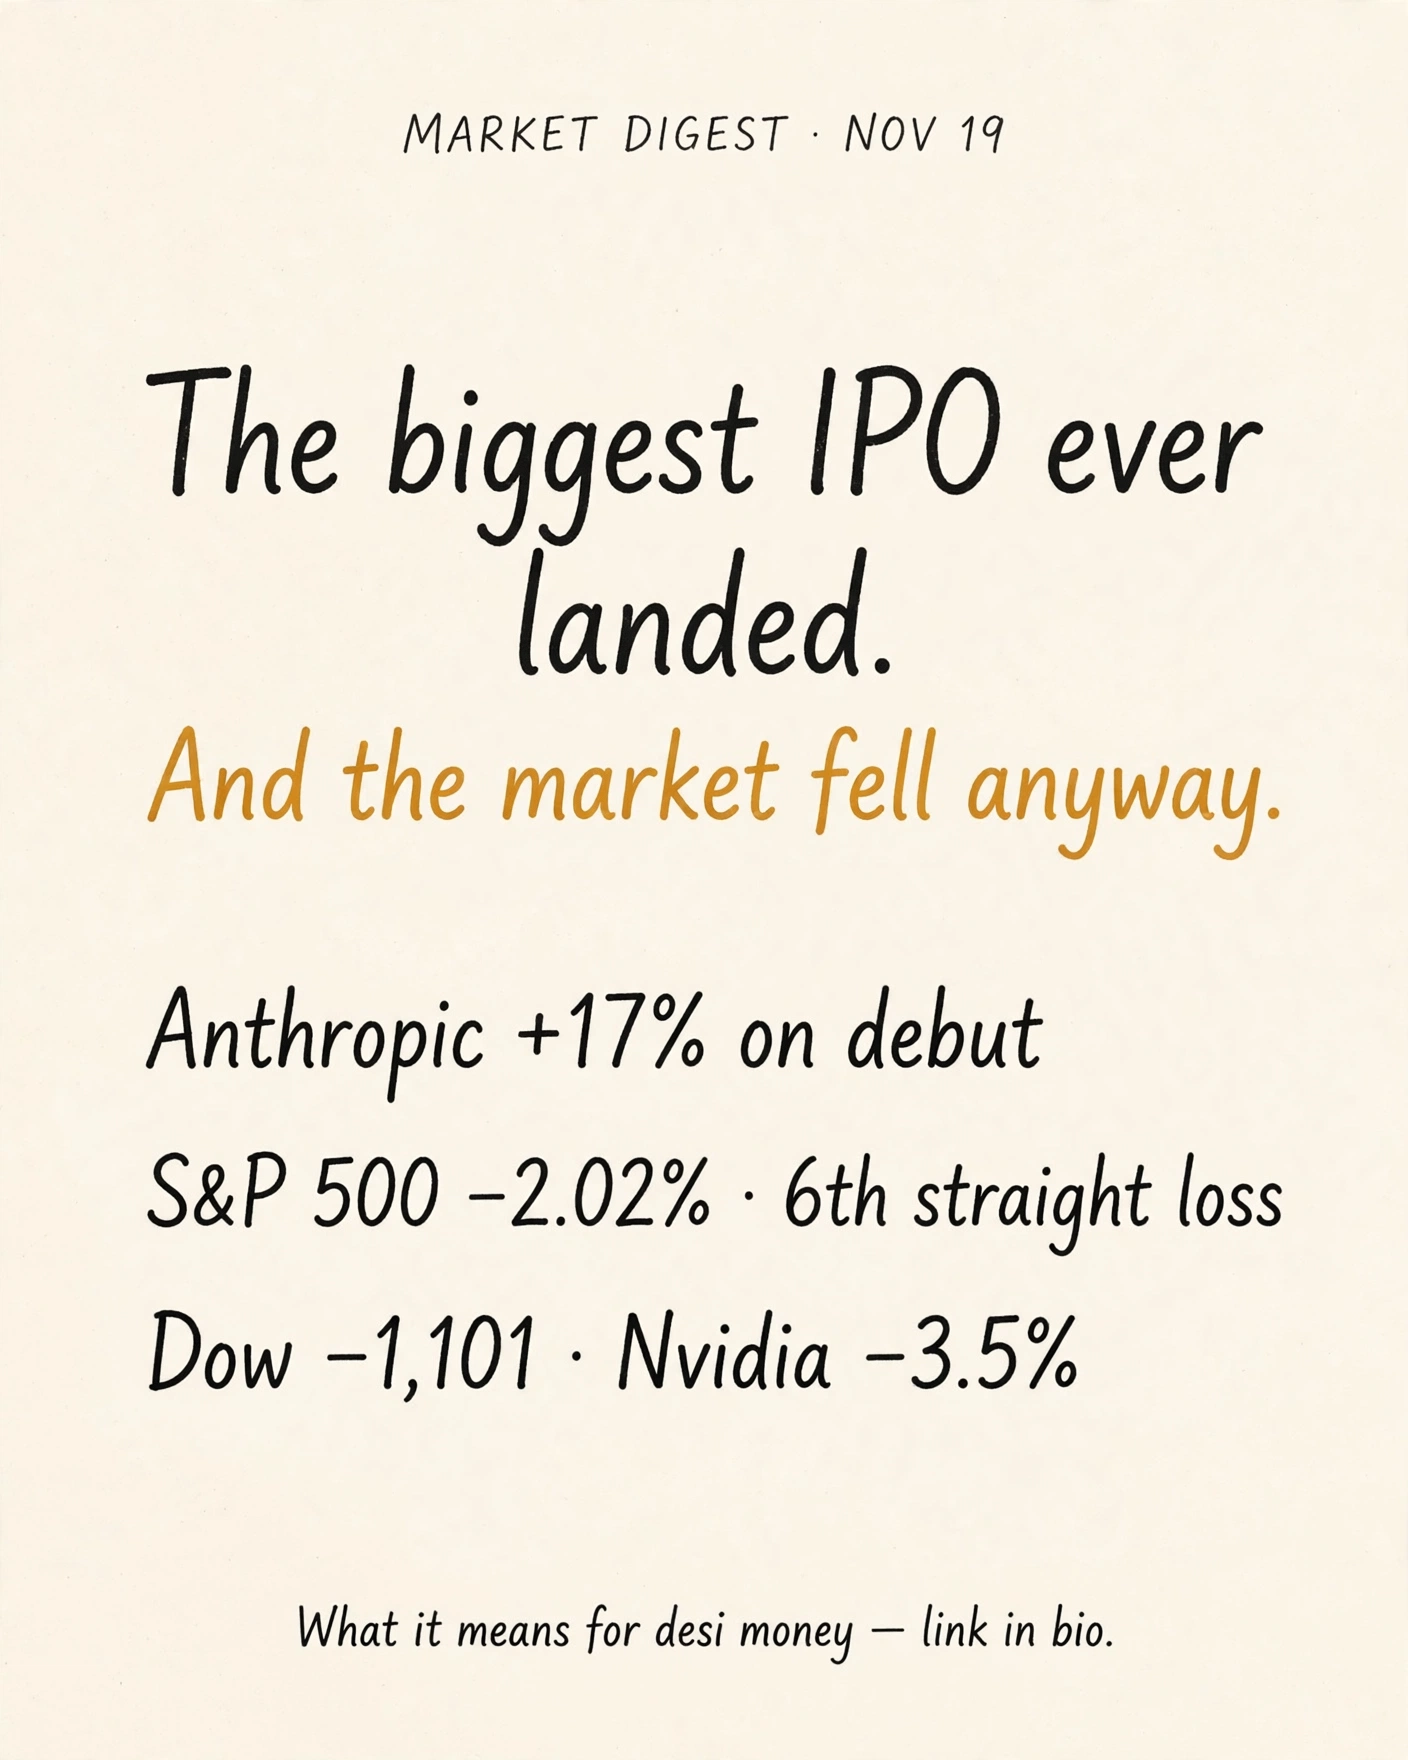 MARKET DIGEST · NOV 19
The biggest IPO ever
landed.
And the market fell anyway.
Anthropic +17% on debut
S&P 500 −2.02% · 6th straight loss
Dow −1,101 · Nvidia −3.5%
What it means for desi money — link in bio.